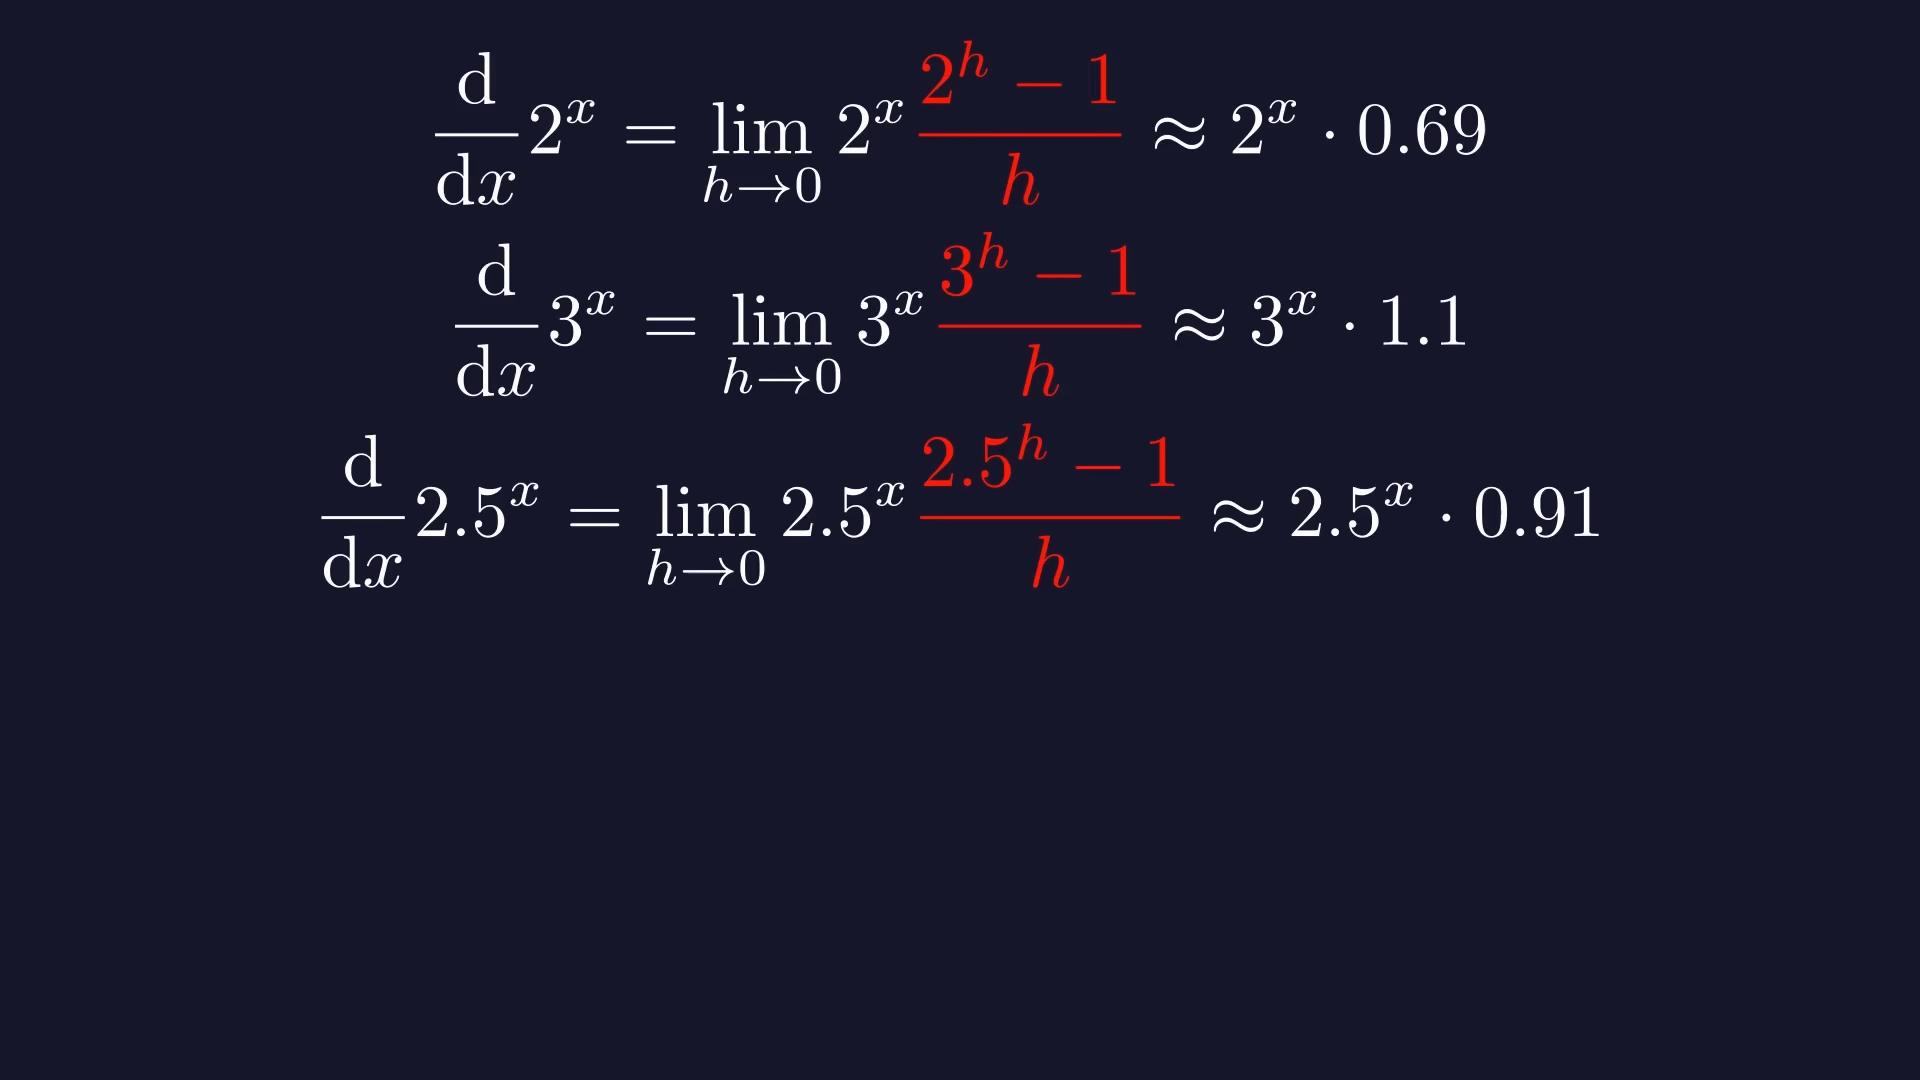 d/dx 2^x = lim_{h→0} 2^x (2^h − 1)/h ≈ 2^x · 0.69
d/dx 3^x = lim_{h→0} 3^x (3^h − 1)/h ≈ 3^x · 1.1
d/dx 2.5^x = lim_{h→0} 2.5^x (2.5^h − 1)/h ≈ 2.5^x · 0.91